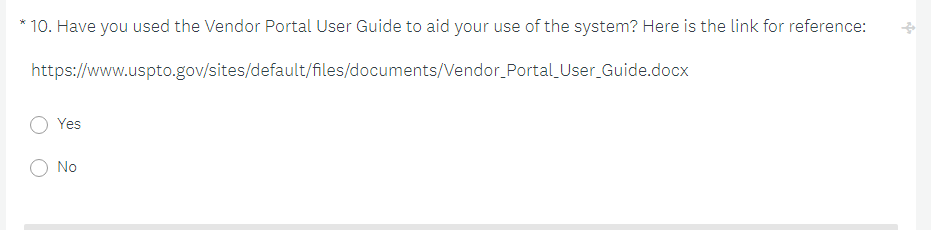 * 10. Have you used the Vendor Portal User Guide to aid your use of the system? Here is the link for reference:
https://www.uspto.gov/sites/default/files/documents/Vendor_Portal_User_Guide.docx
Yes
No